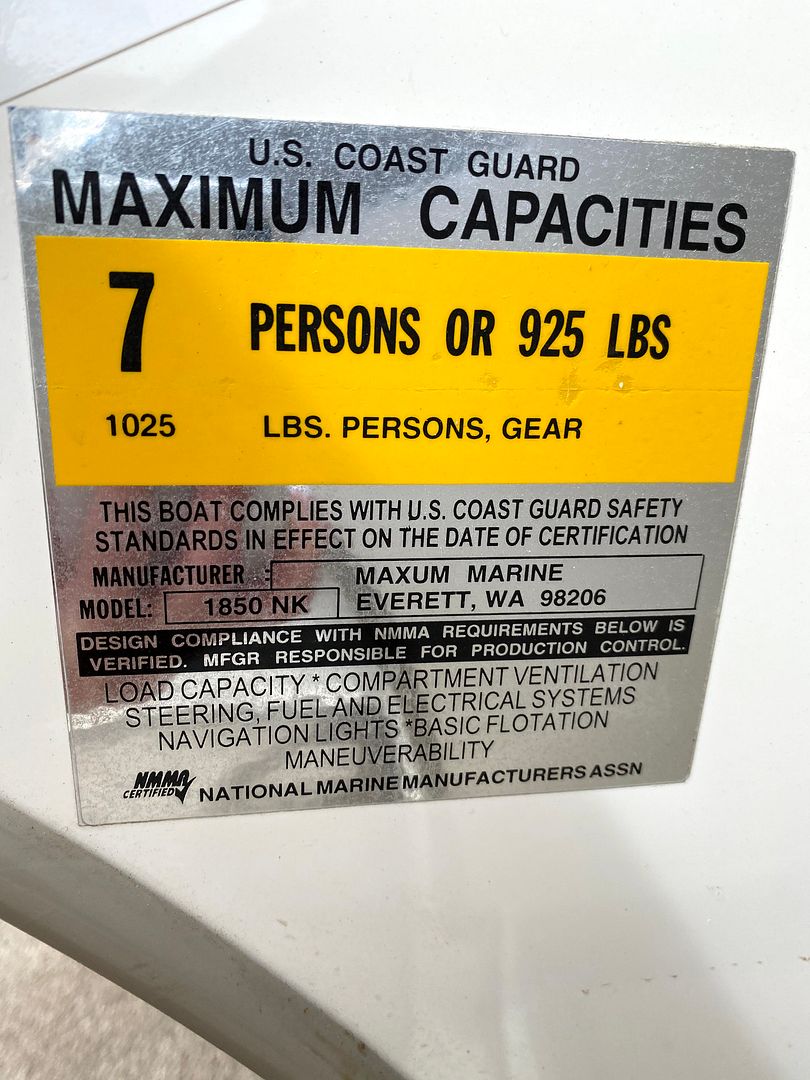 U.S. COAST GUARD
MAXIMUM CAPACITIES
7 PERSONS OR 925 LBS
1025 LBS. PERSONS, GEAR
THIS BOAT COMPLIES WITH U.S. COAST GUARD SAFETY
STANDARDS IN EFFECT ON THE DATE OF CERTIFICATION
MANUFACTURER : MAXUM MARINE
MODEL: 1850 NK EVERETT, WA 98206
DESIGN COMPLIANCE WITH NMMA REQUIREMENTS BELOW IS
VERIFIED. MFGR RESPONSIBLE FOR PRODUCTION CONTROL.
LOAD CAPACITY * COMPARTMENT VENTILATION
STEERING, FUEL AND ELECTRICAL SYSTEMS
NAVIGATION LIGHTS *BASIC FLOTATION
MANEUVERABILITY
NMMA
CERTIFIED NATIONAL MARINE MANUFACTURERS ASSN